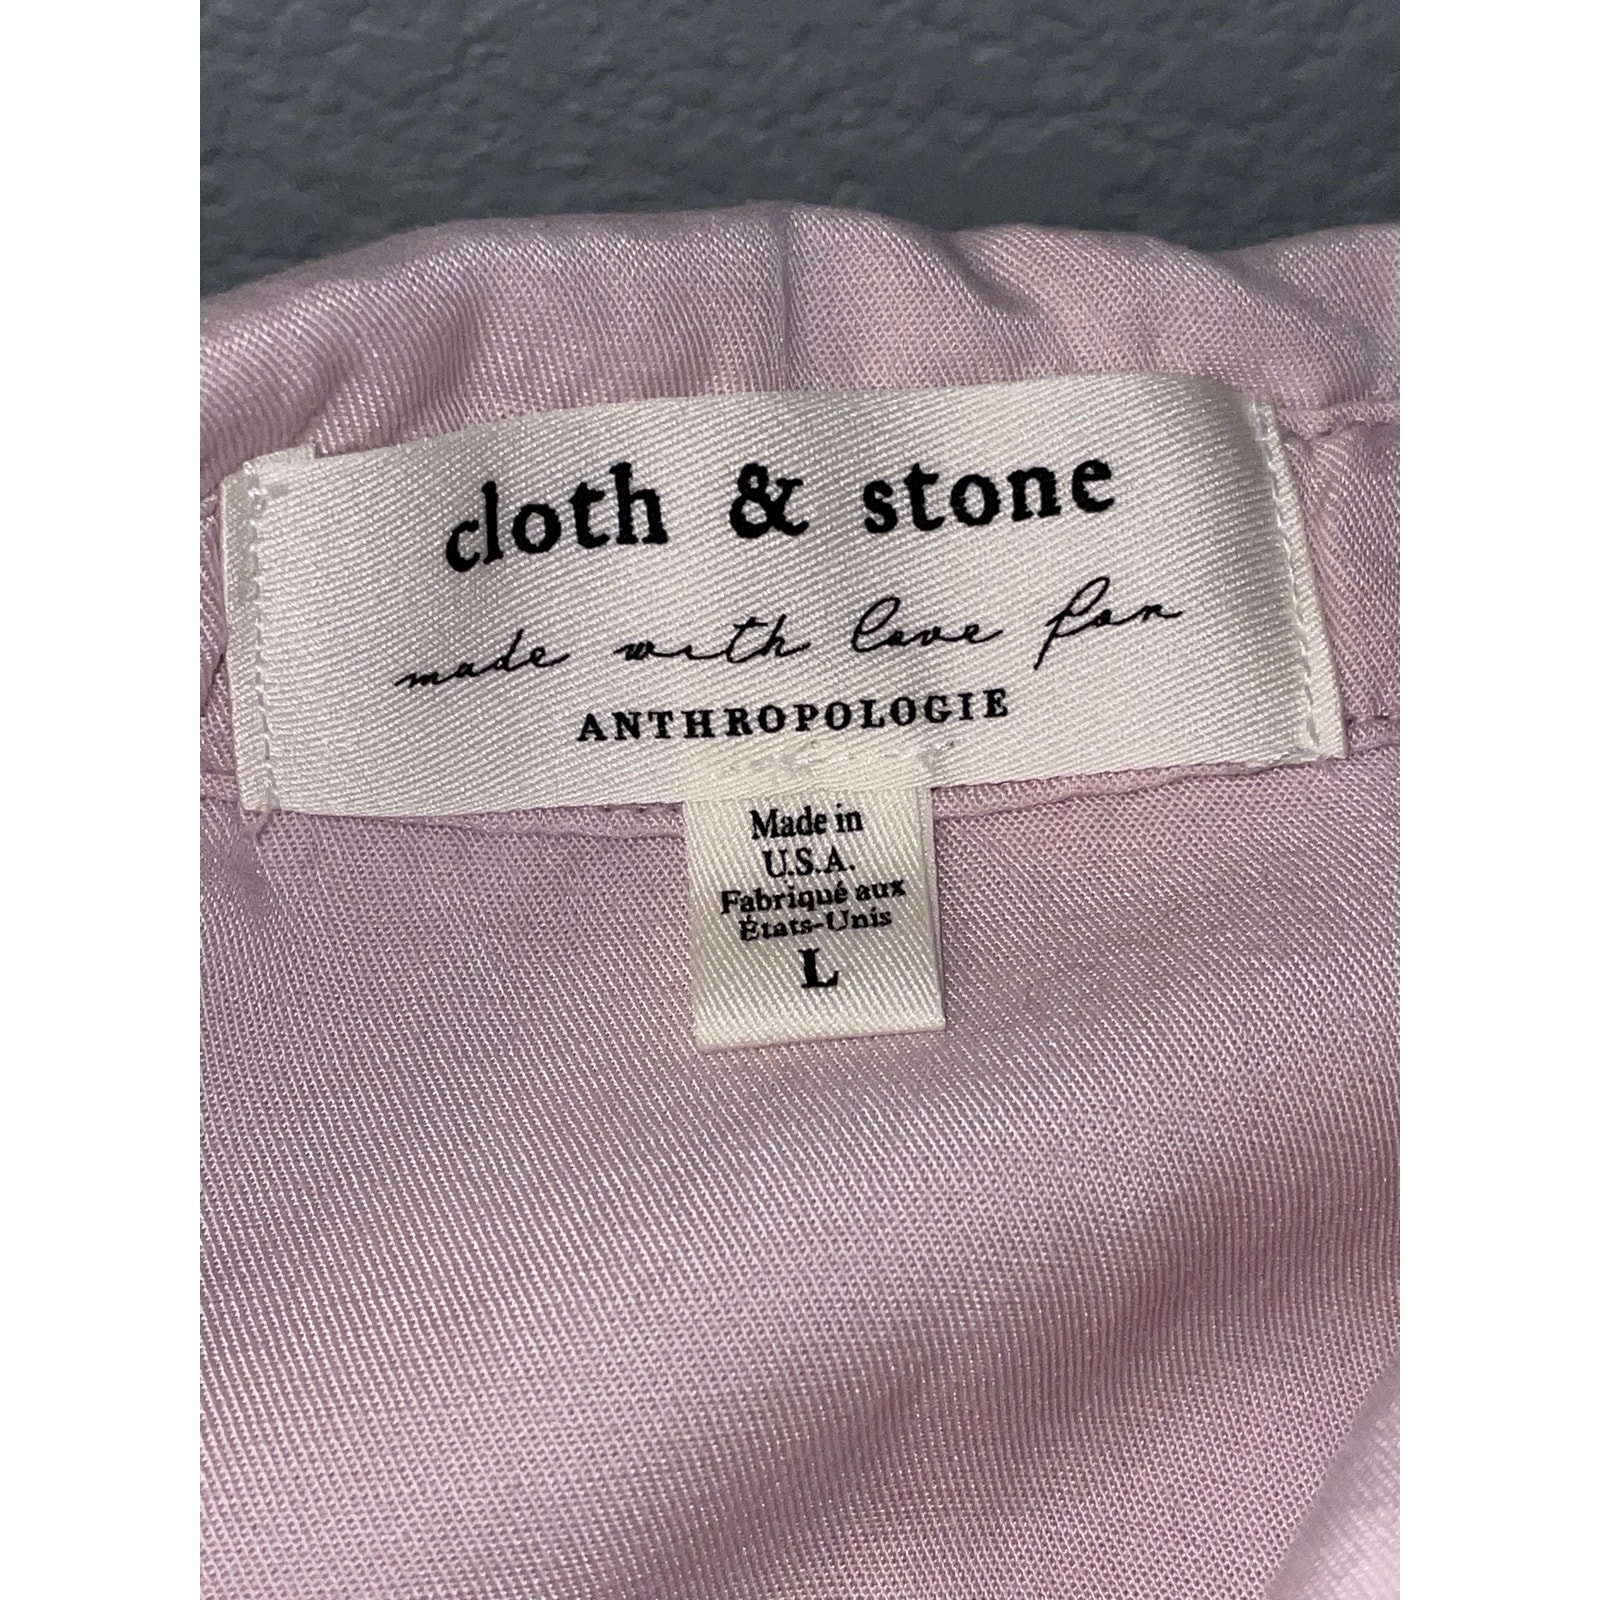 cloth & stone
made with love for
ANTHROPOLOGIE
Made in
U.S.A.
Fabriqué aux
États-Unis
L